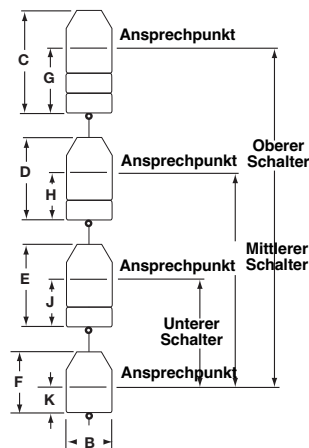 Ansprechpunkt
C
G
Oberer
Schalter
Ansprechpunkt
D
H
Mittlerer
Schalter
Ansprechpunkt
E
J
Unterer
Schalter
Ansprechpunkt
F
K
B